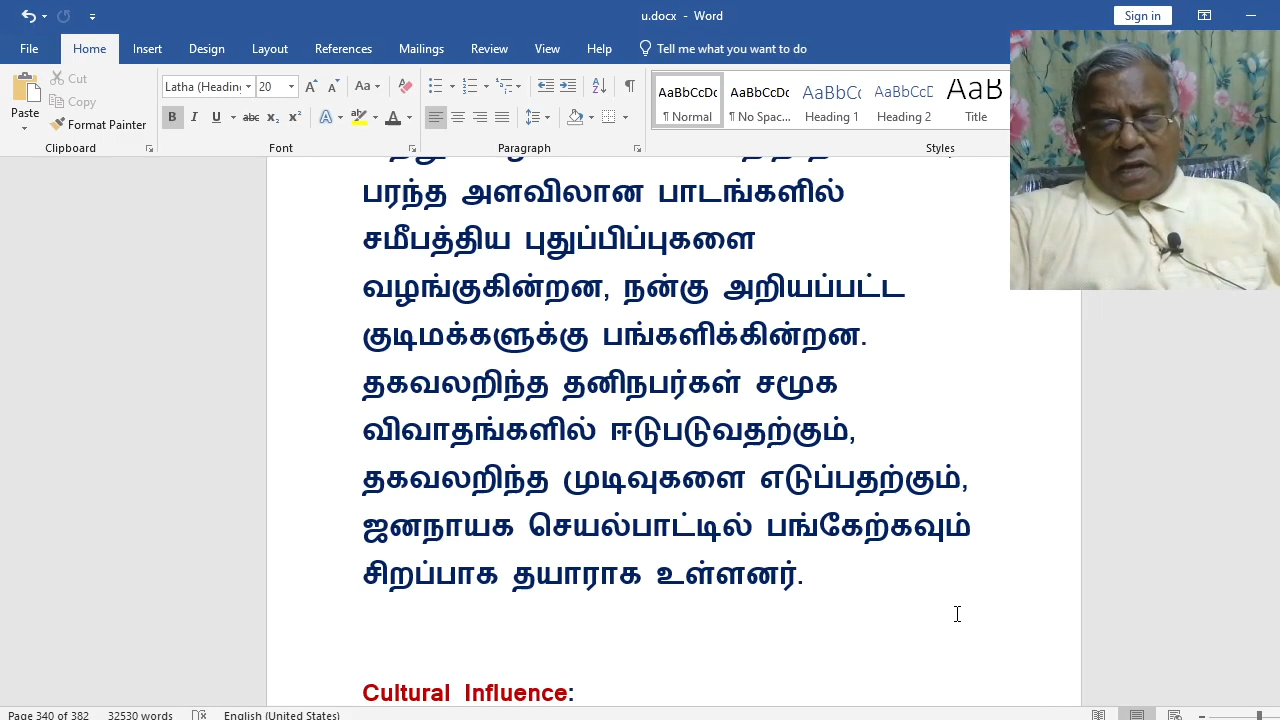 u.docx - Word
Sign in
File Home Insert Design Layout References Mailings Review View Help Tell me what you want to do
Paste
Cut
Copy
Format Painter
Latha (Heading 20
AaBbCcDc AaBbCcDc AaBbC AaBbCcD AaB
¶ Normal ¶ No Spac... Heading 1 Heading 2 Title
Clipboard Font Paragraph Styles
பரந்த அளவிலான பாடங்களில்
சமீபத்திய புதுப்பிப்புகளை
வழங்குகின்றன, நன்கு அறியப்பட்ட
குடிமக்களுக்கு பங்களிக்கின்றன.
தகவலறிந்த தனிநபர்கள் சமூக
விவாதங்களில் ஈடுபடுவதற்கும்,
தகவலறிந்த முடிவுகளை எடுப்பதற்கும்,
ஜனநாயக செயல்பாட்டில் பங்கேற்கவும்
சிறப்பாக தயாராக உள்ளனர்.
Cultural Influence:
Page 340 of 382 32530 words English (United States)